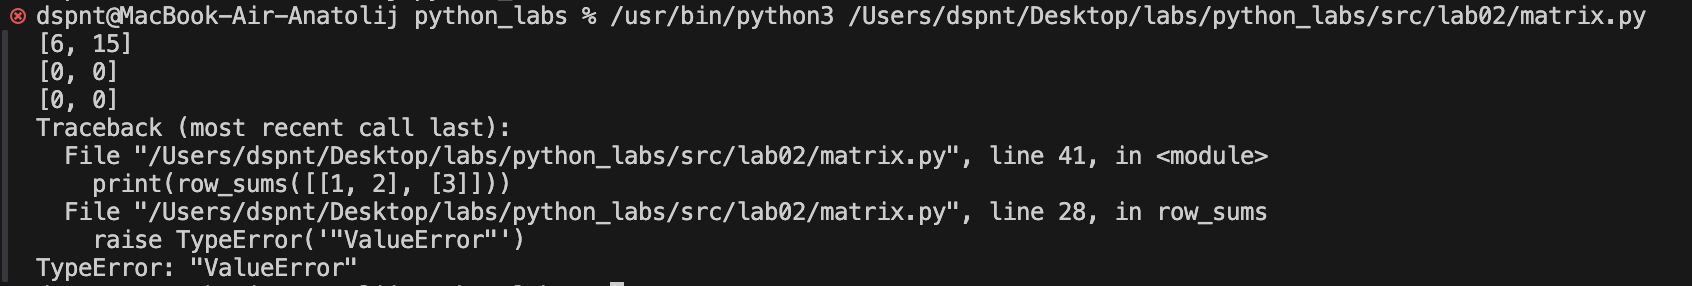 dspnt@MacBook-Air-Anatolij python_labs % /usr/bin/python3 /Users/dspnt/Desktop/labs/python_labs/src/lab02/matrix.py
[6, 15]
[0, 0]
[0, 0]
Traceback (most recent call last):
  File "/Users/dspnt/Desktop/labs/python_labs/src/lab02/matrix.py", line 41, in <module>
    print(row_sums([[1, 2], [3]]))
  File "/Users/dspnt/Desktop/labs/python_labs/src/lab02/matrix.py", line 28, in row_sums
    raise TypeError('"ValueError"')
TypeError: "ValueError"